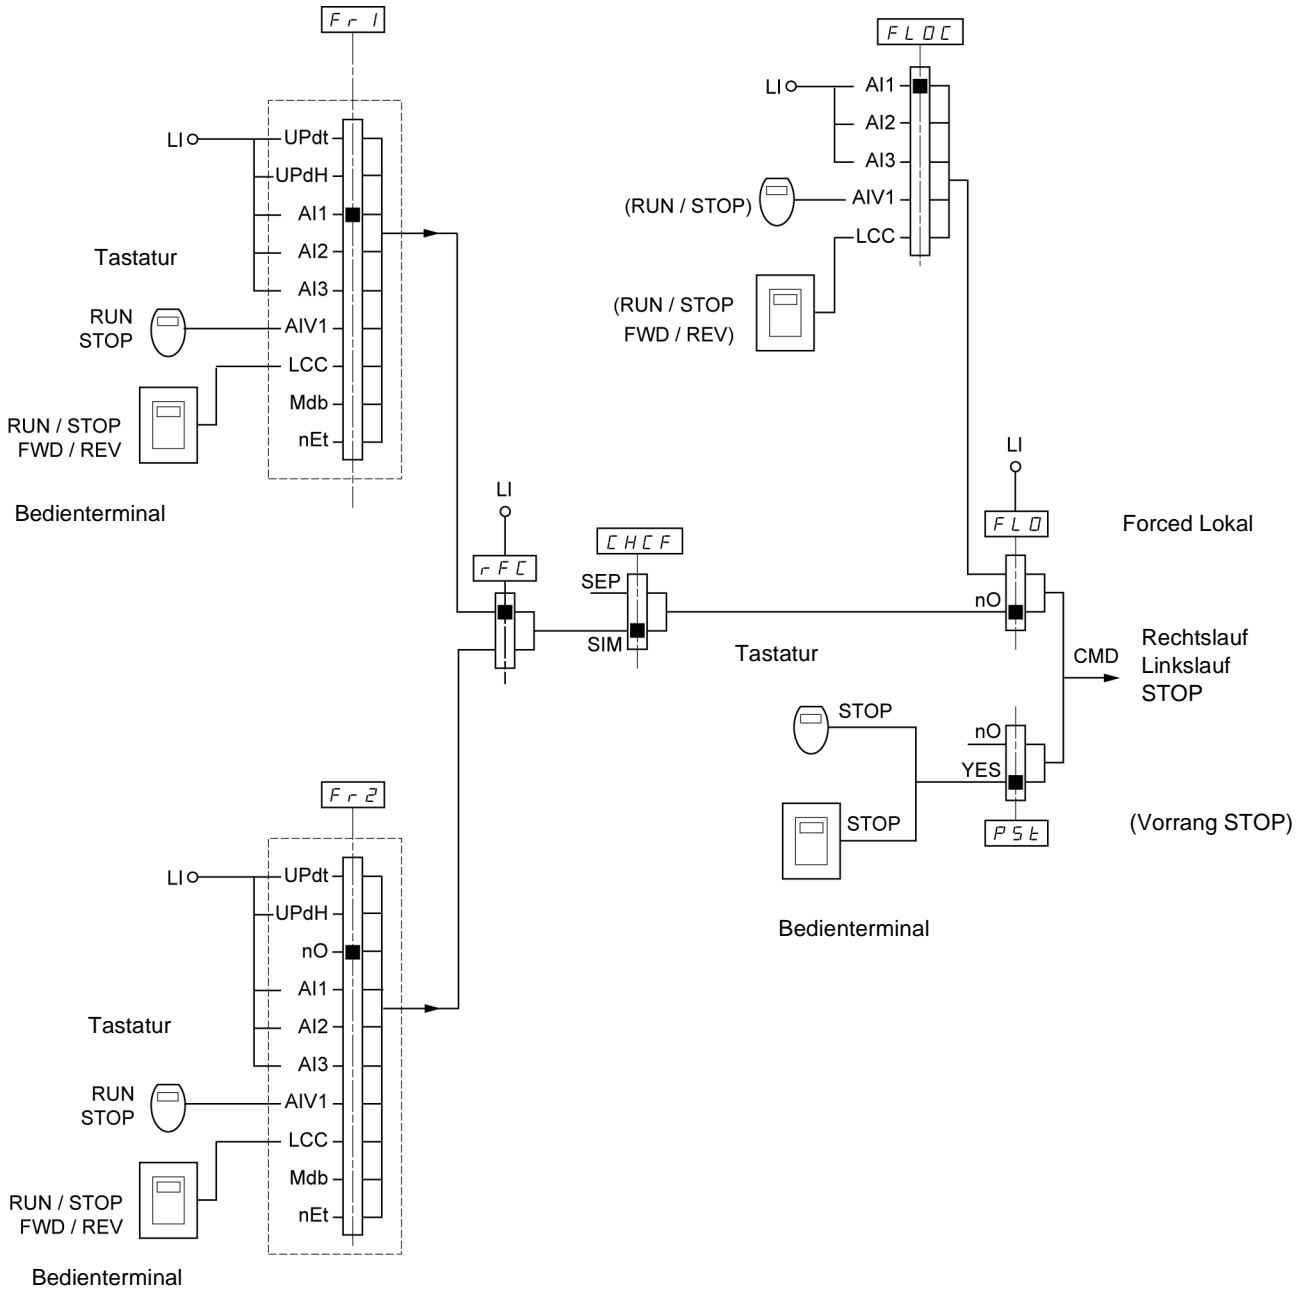 Fr1
LI
UPdt
UPdH
AI1
AI2
AI3
AIV1
LCC
Mdb
nEt
Tastatur
RUN
STOP
RUN / STOP
FWD / REV
Bedienterminal
FLOC
LI
AI1
AI2
AI3
AIV1
LCC
(RUN / STOP)
(RUN / STOP
FWD / REV)
LI
rFC
CHCF
SEP
SIM
LI
FLO
nO
Forced Lokal
Tastatur
CMD
Rechtslauf
Linkslauf
STOP
STOP
STOP
nO
YES
PSt
(Vorrang STOP)
Bedienterminal
Fr2
LI
UPdt
UPdH
nO
AI1
AI2
AI3
AIV1
LCC
Mdb
nEt
Tastatur
RUN
STOP
RUN / STOP
FWD / REV
Bedienterminal